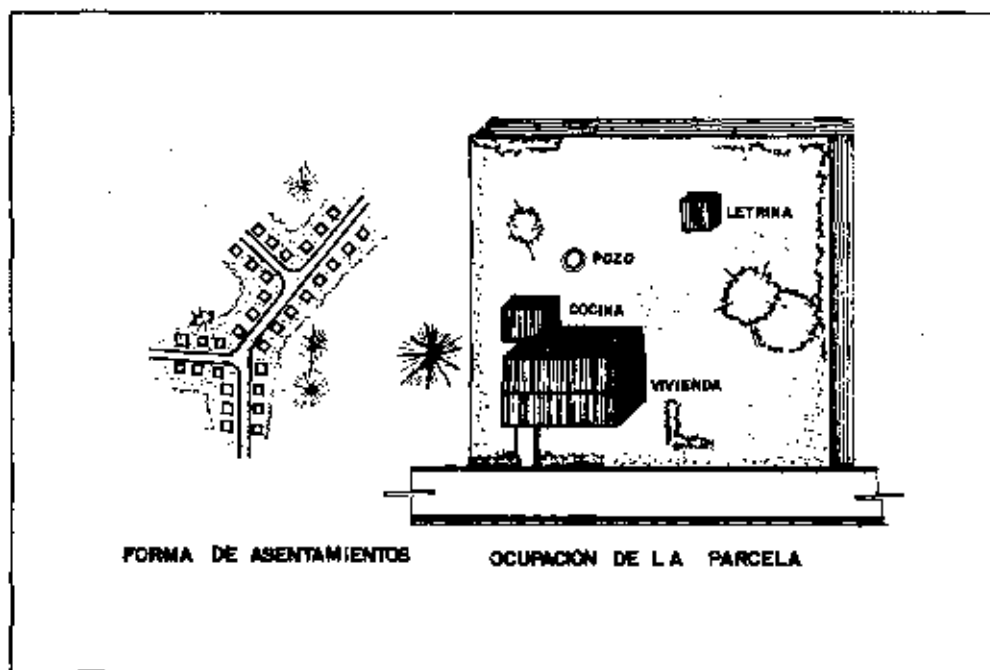 LETRINA
POZO
COCINA
VIVIENDA
FORMA DE ASENTAMIENTOS
OCUPACION DE LA PARCELA